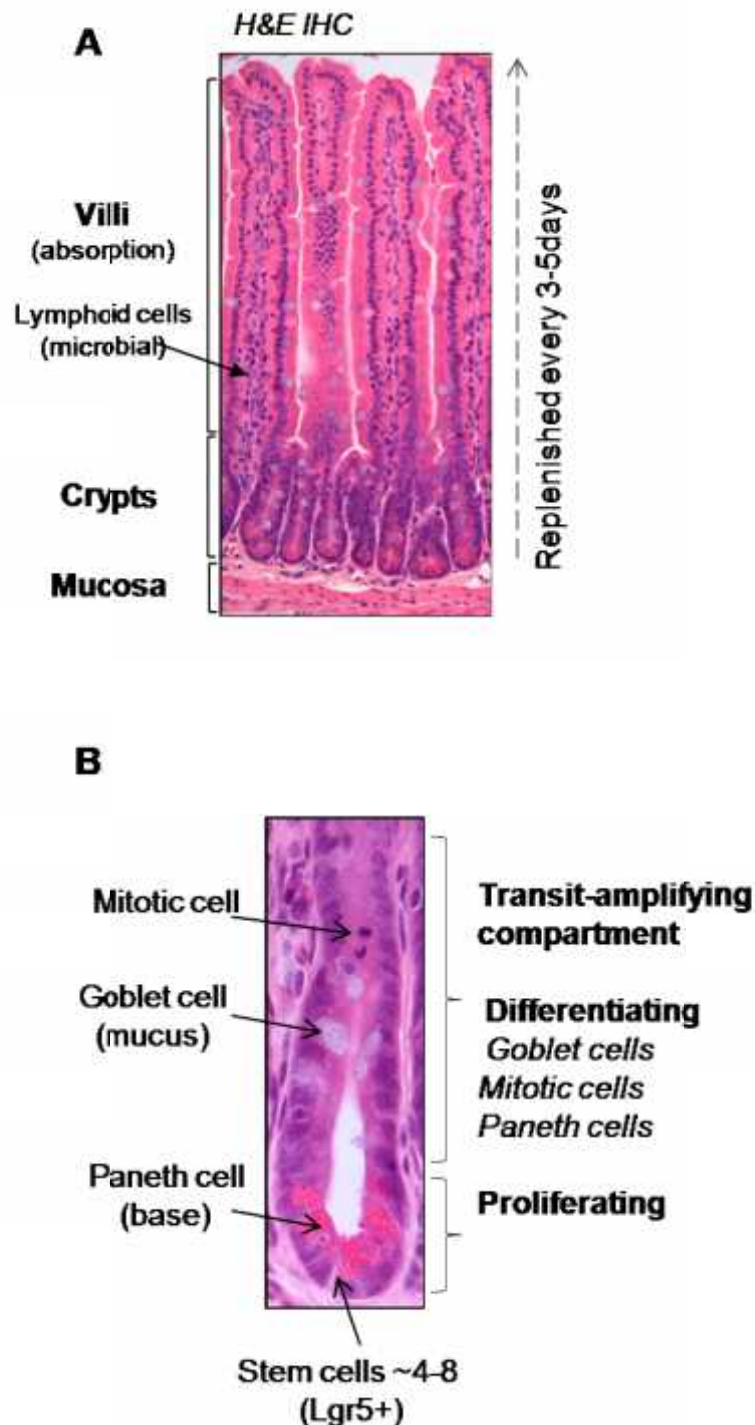 A
H&E IHC
Villi
(absorption)
Lymphoid cells
(microbial)
Crypts
Mucosa
Replenished every 3-5days
B
Mitotic cell
Goblet cell
(mucus)
Paneth cell
(base)
Transit-amplifying
compartment
Differentiating
Goblet cells
Mitotic cells
Paneth cells
Proliferating
Stem cells ~4-8
(Lgr5+)